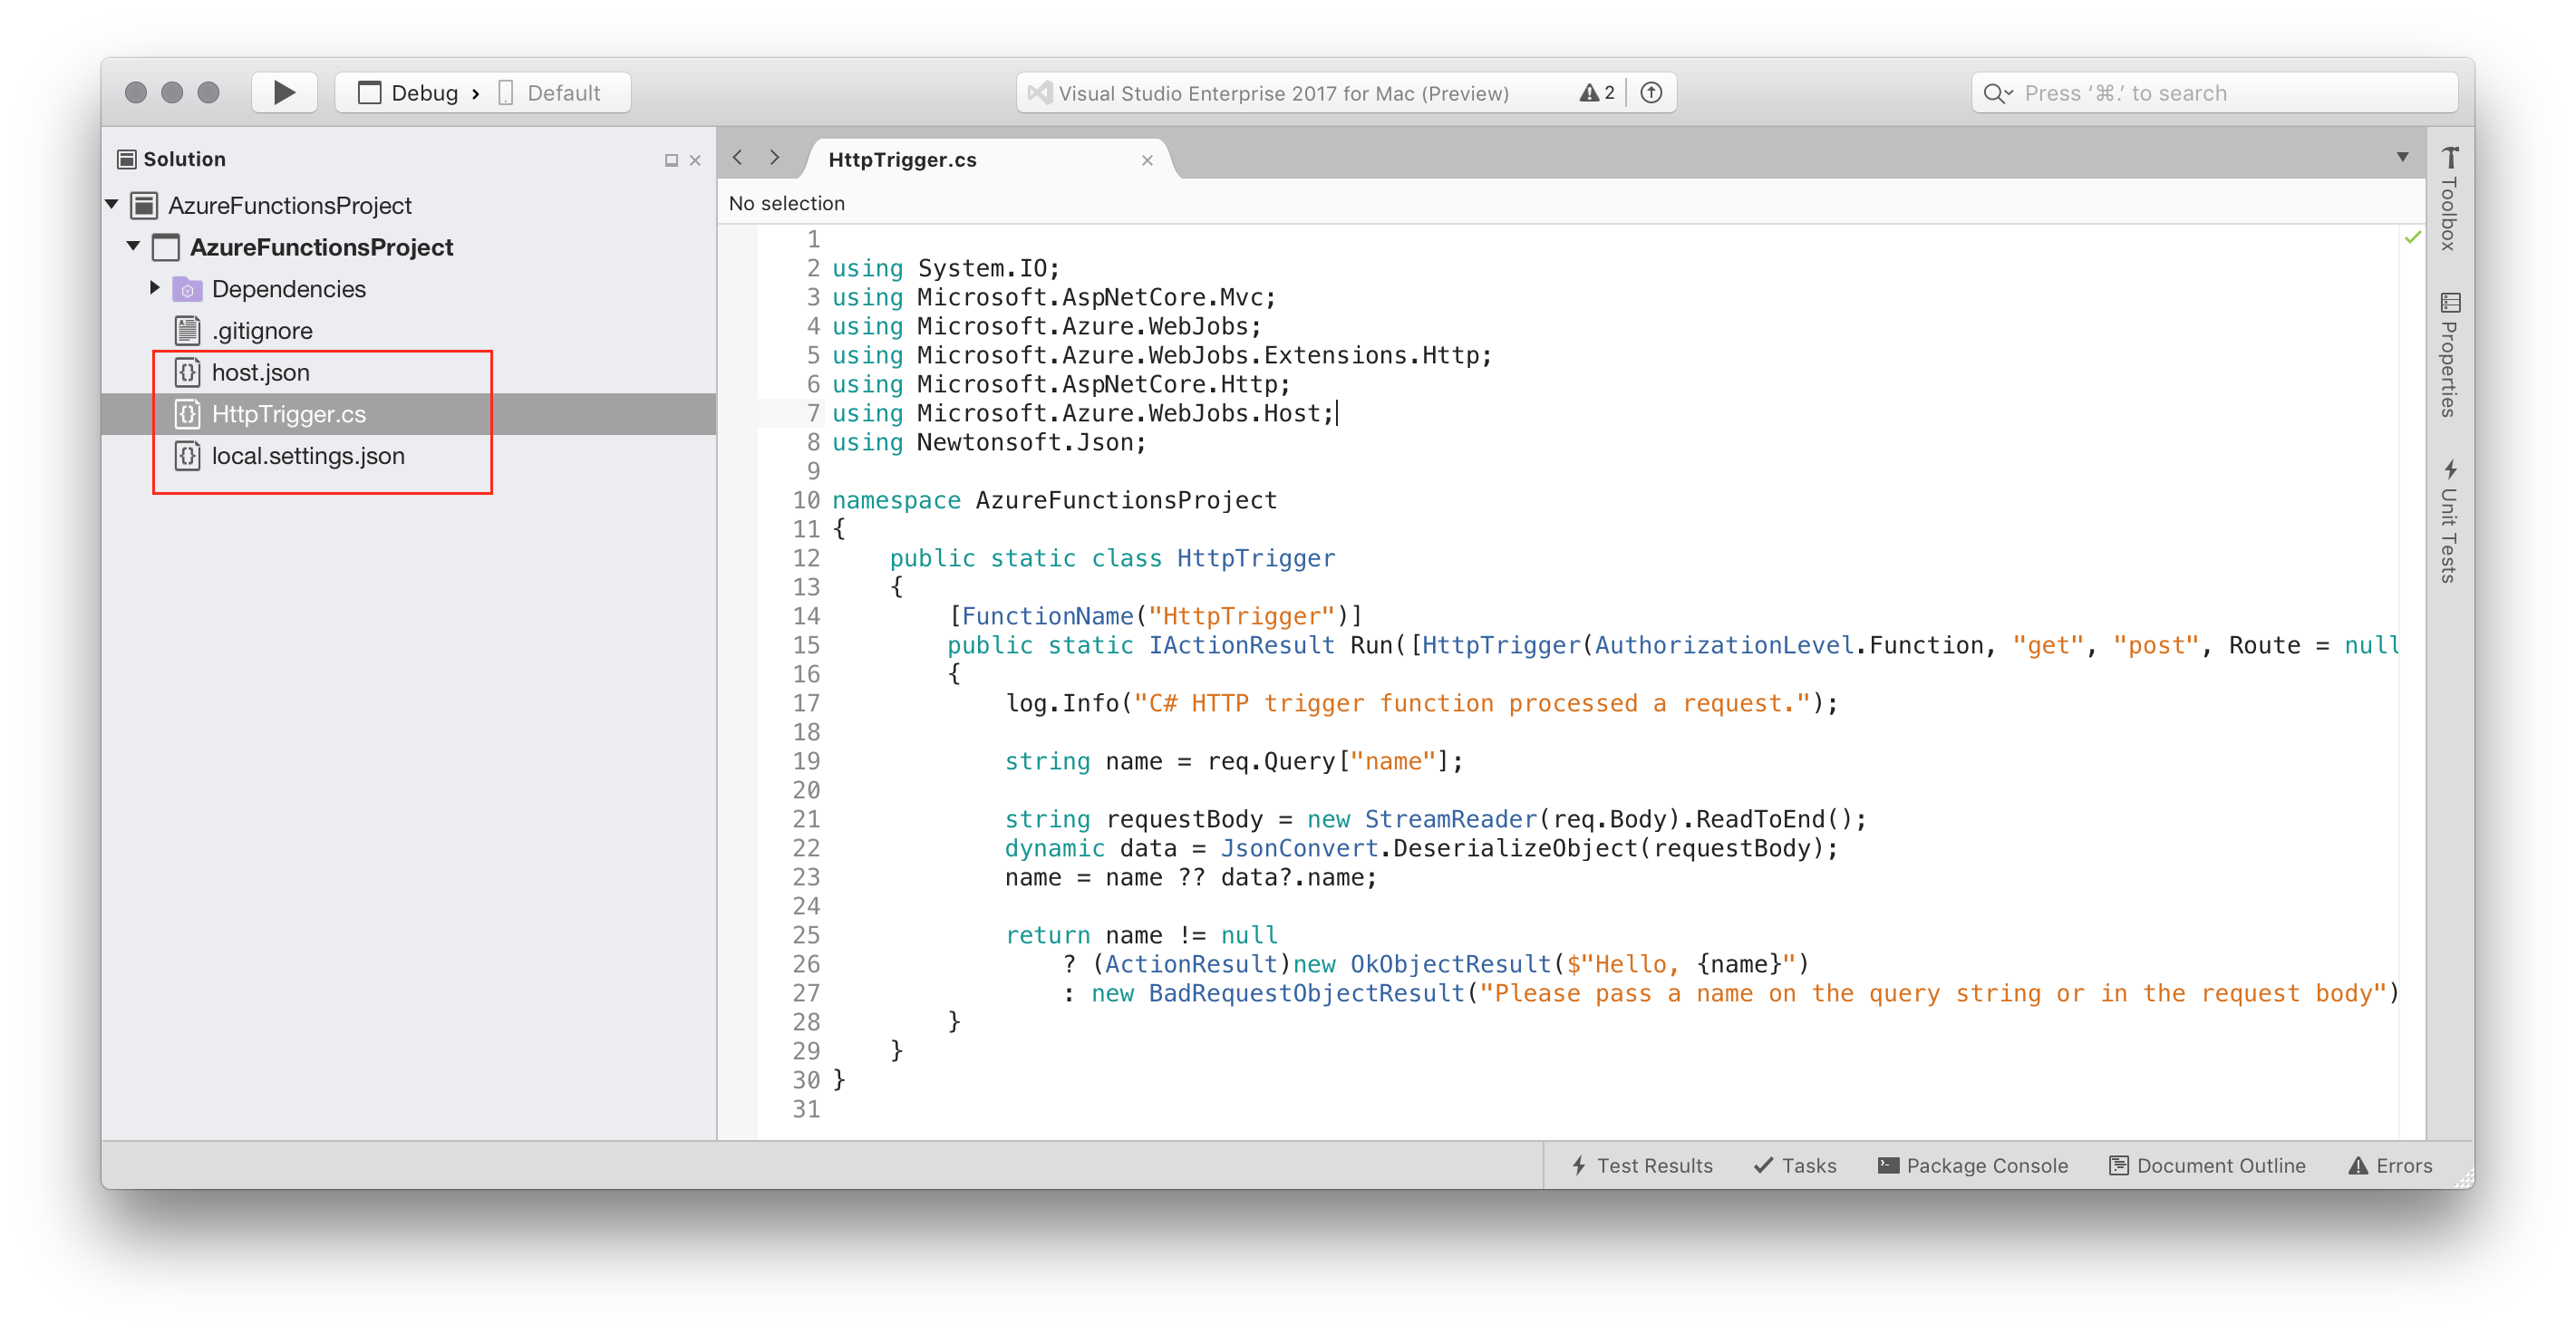 Debug › Default
Visual Studio Enterprise 2017 for Mac (Preview)
2
Press ‘⌘.’ to search
Solution
AzureFunctionsProject
AzureFunctionsProject
Dependencies
.gitignore
host.json
HttpTrigger.cs
local.settings.json
HttpTrigger.cs
No selection
1
2 using System.IO;
3 using Microsoft.AspNetCore.Mvc;
4 using Microsoft.Azure.WebJobs;
5 using Microsoft.Azure.WebJobs.Extensions.Http;
6 using Microsoft.AspNetCore.Http;
7 using Microsoft.Azure.WebJobs.Host;
8 using Newtonsoft.Json;
9
10 namespace AzureFunctionsProject
11 {
12     public static class HttpTrigger
13     {
14         [FunctionName("HttpTrigger")]
15         public static IActionResult Run([HttpTrigger(AuthorizationLevel.Function, "get", "post", Route = null
16         {
17             log.Info("C# HTTP trigger function processed a request.");
18
19             string name = req.Query["name"];
20
21             string requestBody = new StreamReader(req.Body).ReadToEnd();
22             dynamic data = JsonConvert.DeserializeObject(requestBody);
23             name = name ?? data?.name;
24
25             return name != null
26                 ? (ActionResult)new OkObjectResult($"Hello, {name}")
27                 : new BadRequestObjectResult("Please pass a name on the query string or in the request body")
28         }
29     }
30 }
31
Toolbox
Properties
Unit Tests
Test Results
Tasks
Package Console
Document Outline
Errors